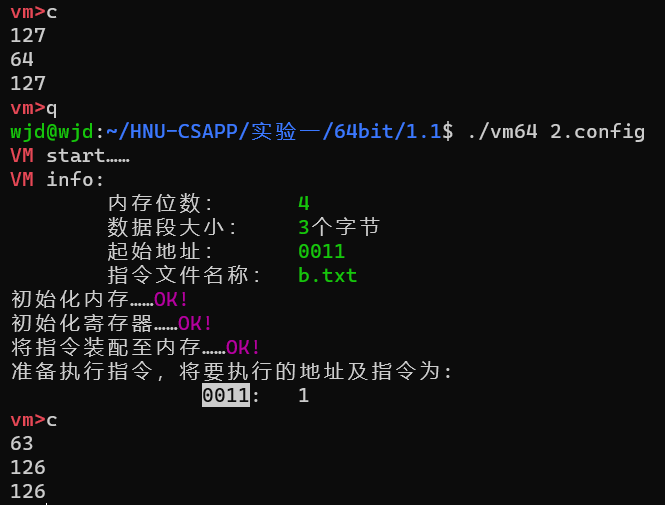 vm>c
127
64
127
vm>q
wjd@wjd:~/HNU-CSAPP/实验一/64bit/1.1$ ./vm64 2.config
VM start……
VM info:
内存位数： 4
数据段大小： 3个字节
起始地址： 0011
指令文件名称： b.txt
初始化内存……OK!
初始化寄存器……OK!
将指令装配至内存……OK!
准备执行指令，将要执行的地址及指令为：
0011: 1
vm>c
63
126
126